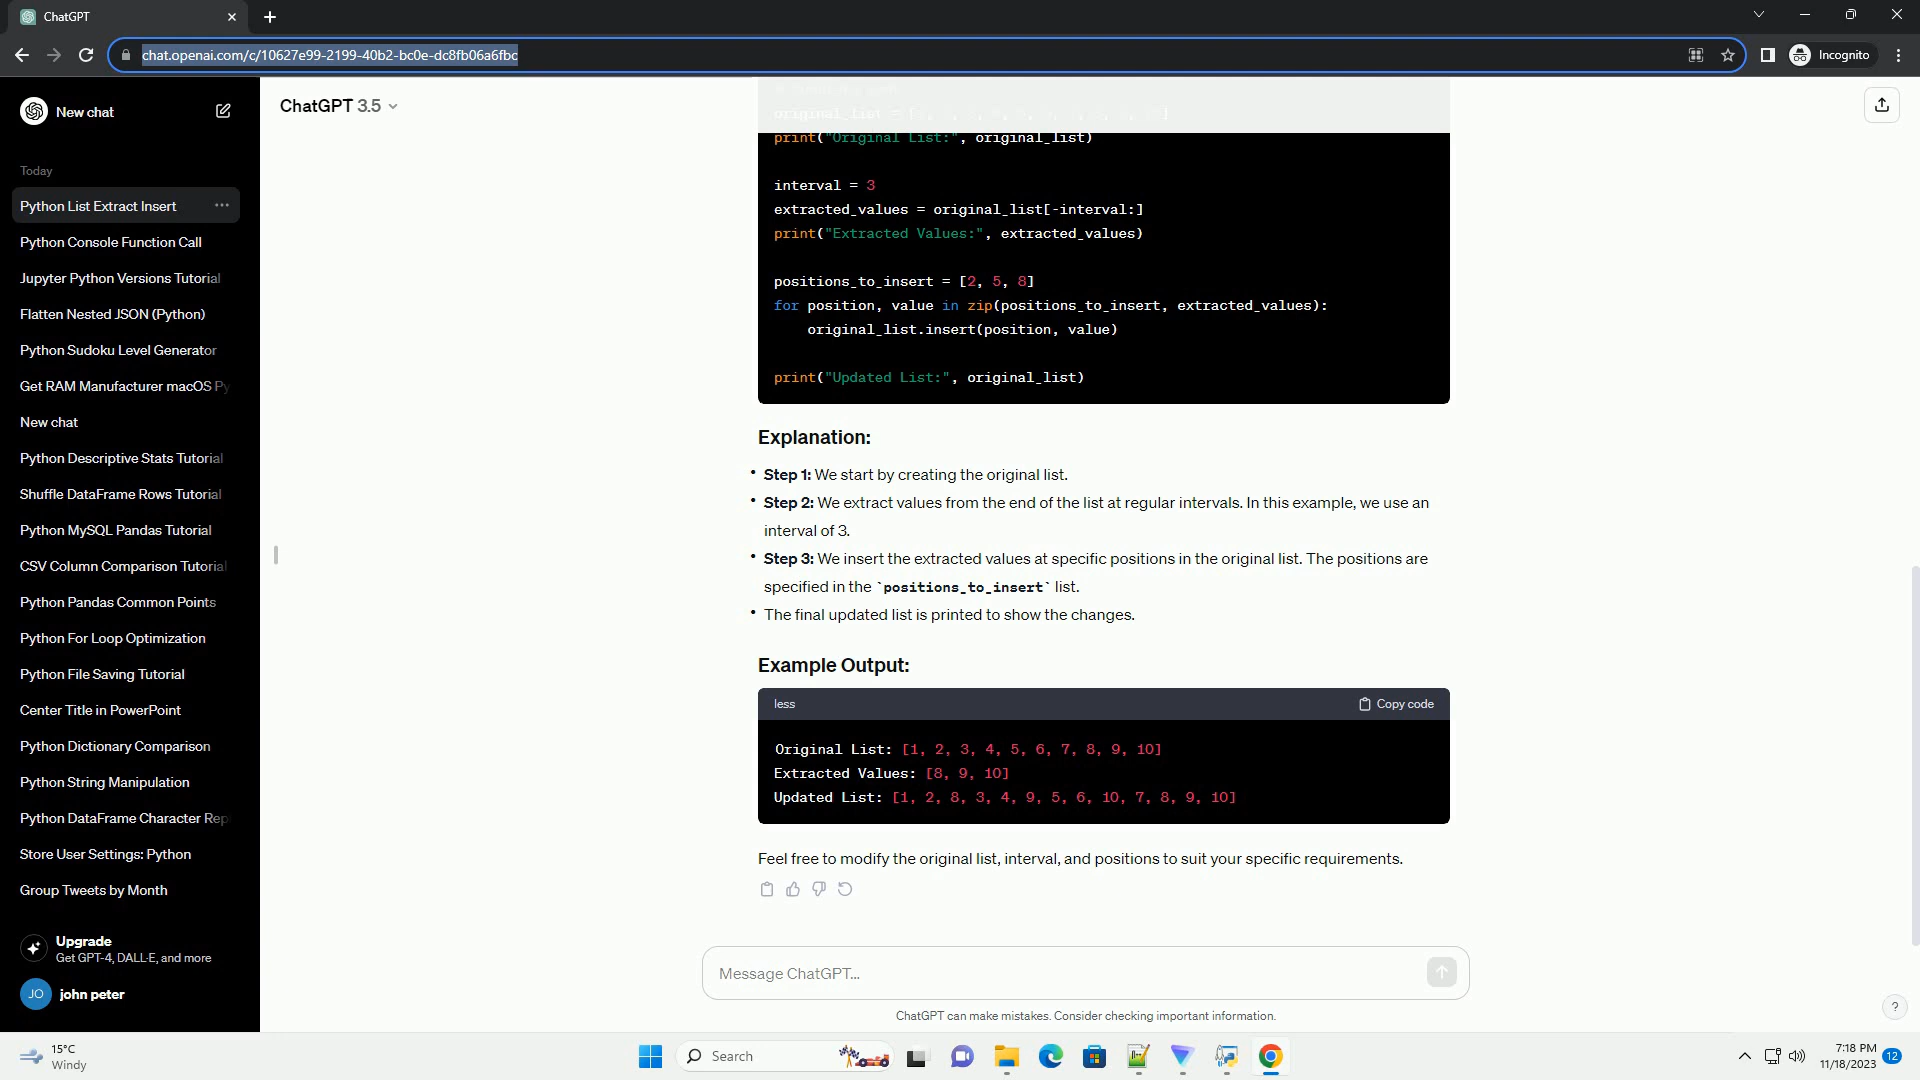 ChatGPT
chat.openai.com/c/10627e99-2199-40b2-bc0e-dc8fb06a6fbc
Incognito
New chat
Today
Python List Extract Insert
Python Console Function Call
Jupyter Python Versions Tutorial
Flatten Nested JSON (Python)
Python Sudoku Level Generator
Get RAM Manufacturer macOS Py
New chat
Python Descriptive Stats Tutorial
Shuffle DataFrame Rows Tutorial
Python MySQL Pandas Tutorial
CSV Column Comparison Tutorial
Python Pandas Common Points
Python For Loop Optimization
Python File Saving Tutorial
Center Title in PowerPoint
Python Dictionary Comparison
Python String Manipulation
Python DataFrame Character Rep
Store User Settings: Python
Group Tweets by Month
Upgrade
Get GPT-4, DALL·E, and more
JO john peter
ChatGPT 3.5
original_list = [
print("Original List:", original_list)
interval = 3
extracted_values = original_list[-interval:]
print("Extracted Values:", extracted_values)
positions_to_insert = [2, 5, 8]
for position, value in zip(positions_to_insert, extracted_values):
original_list.insert(position, value)
print("Updated List:", original_list)
Explanation:
• Step 1: We start by creating the original list.
• Step 2: We extract values from the end of the list at regular intervals. In this example, we use an
interval of 3.
• Step 3: We insert the extracted values at specific positions in the original list. The positions are
specified in the `positions_to_insert` list.
• The final updated list is printed to show the changes.
Example Output:
less
Copy code
Original List: [1, 2, 3, 4, 5, 6, 7, 8, 9, 10]
Extracted Values: [8, 9, 10]
Updated List: [1, 2, 8, 3, 4, 9, 5, 6, 10, 7, 8, 9, 10]
Feel free to modify the original list, interval, and positions to suit your specific requirements.
Message ChatGPT...
ChatGPT can make mistakes. Consider checking important information.
?
15°C
Windy
Search
7:18 PM
11/18/2023
12